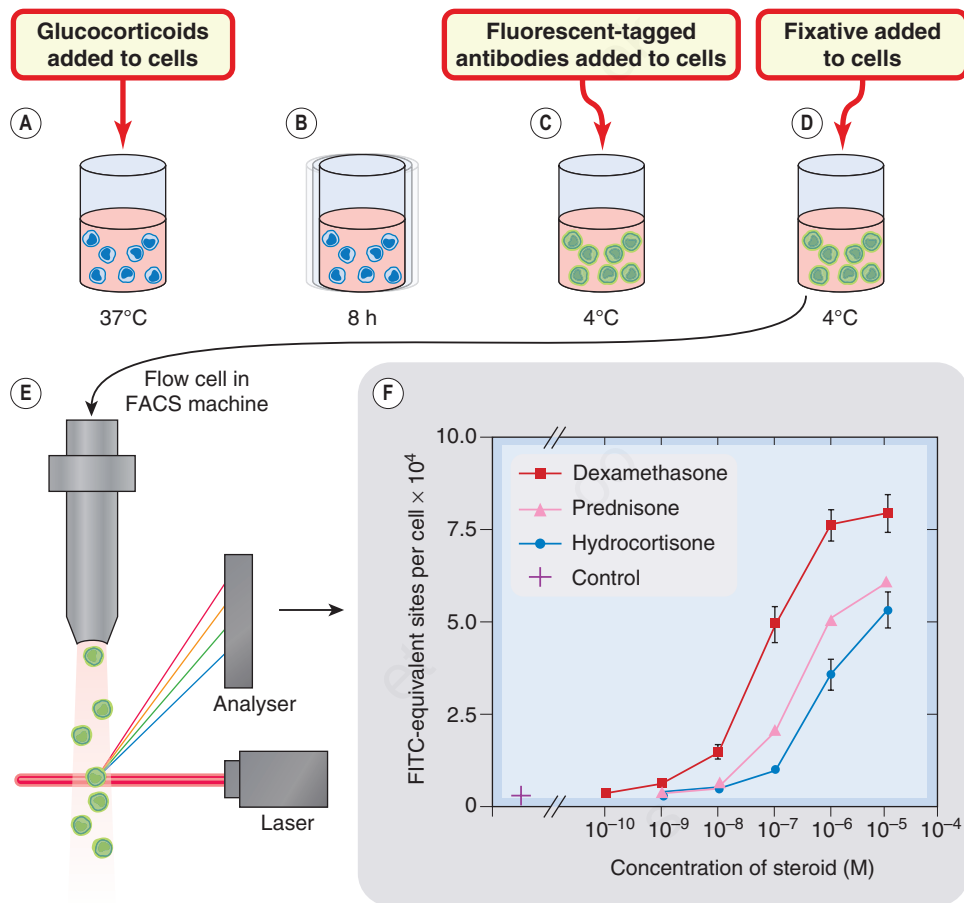 Glucocorticoids
added to cells
Fluorescent-tagged
antibodies added to cells
Fixative added
to cells
A
B
C
D
37°C
8 h
4°C
4°C
E
Flow cell in
FACS machine
Analyser
Laser
F
FITC-equivalent sites per cell × 10⁴
10.0
7.5
5.0
2.5
0
Dexamethasone
Prednisone
Hydrocortisone
Control
10⁻¹⁰ 10⁻⁹ 10⁻⁸ 10⁻⁷ 10⁻⁶ 10⁻⁵ 10⁻⁴
Concentration of steroid (M)